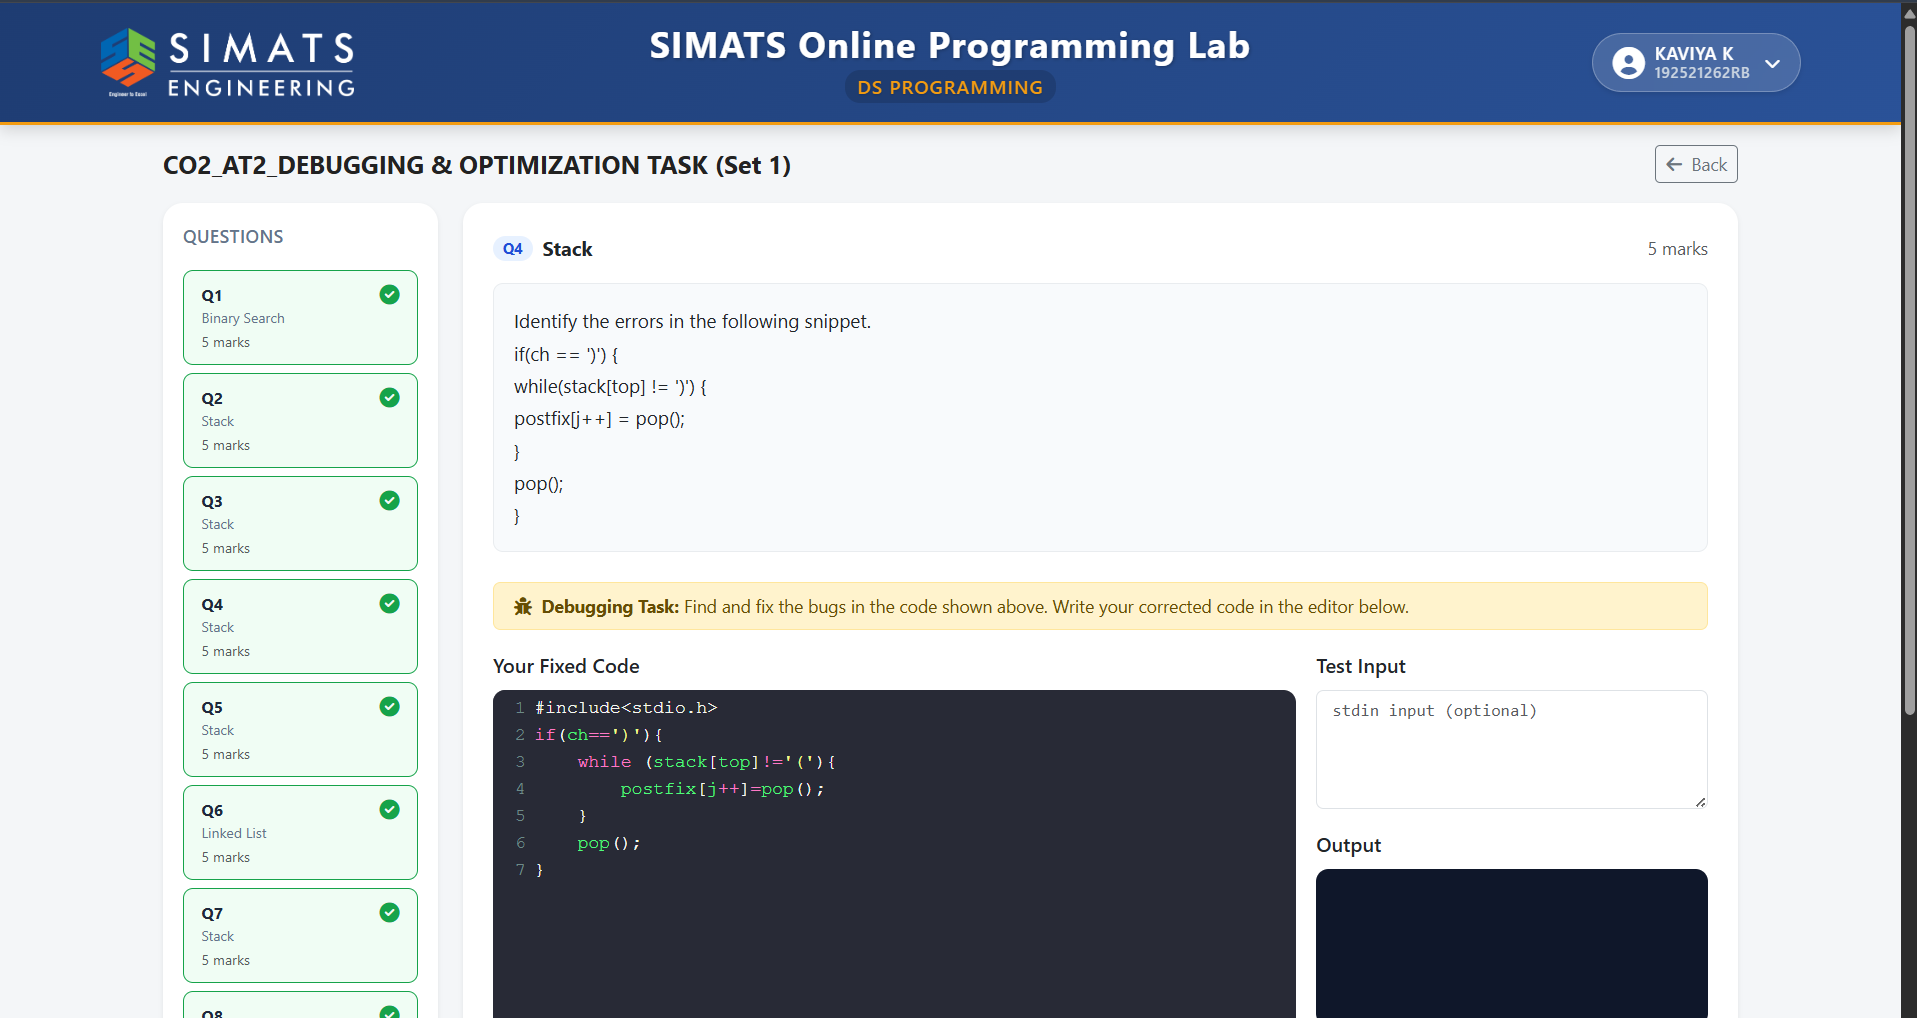 SIMATS
ENGINEERING
Engineer to Excel
SIMATS Online Programming Lab
DS PROGRAMMING
KAVIYA K
192521262RB
CO2_AT2_DEBUGGING & OPTIMIZATION TASK (Set 1)
Back
QUESTIONS
Q1
Binary Search
5 marks
Q2
Stack
5 marks
Q3
Stack
5 marks
Q4
Stack
5 marks
Q5
Stack
5 marks
Q6
Linked List
5 marks
Q7
Stack
5 marks
Q8
Q4 Stack
5 marks
Identify the errors in the following snippet.
if(ch == ')') {
while(stack[top] != ')') {
postfix[j++] = pop();
}
pop();
}
Debugging Task: Find and fix the bugs in the code shown above. Write your corrected code in the editor below.
Your Fixed Code
1 #include<stdio.h>
2 if(ch==')'){
3     while (stack[top]!='('){
4         postfix[j++]=pop();
5     }
6     pop();
7 }
Test Input
stdin input (optional)
Output